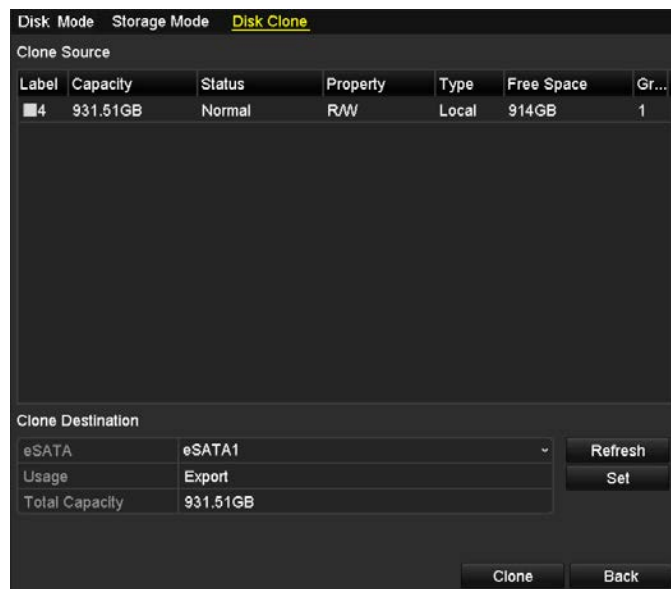 Disk Mode Storage Mode Disk Clone
Clone Source
Label Capacity Status Property Type Free Space Gr...
4 931.51GB Normal R/W Local 914GB 1
Clone Destination
eSATA eSATA1 Refresh
Usage Export Set
Total Capacity 931.51GB
Clone Back